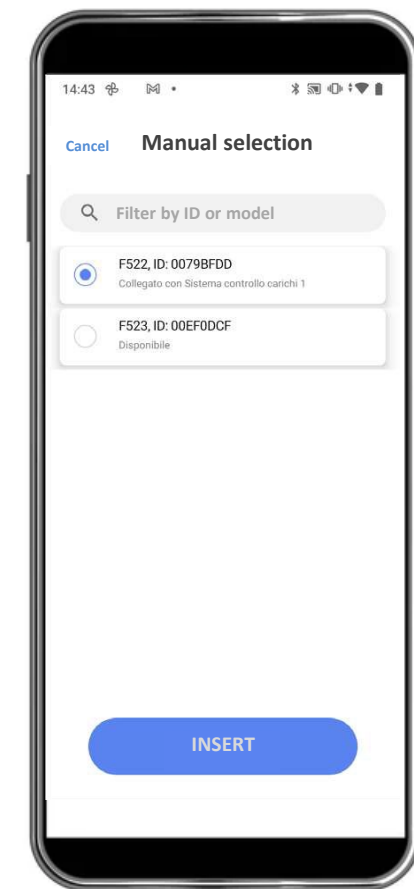 14:43
Cancel Manual selection
Filter by ID or model
F522, ID: 0079BFDD
Collegato con Sistema controllo carichi 1
F523, ID: 00EF0DCF
Disponibile
INSERT